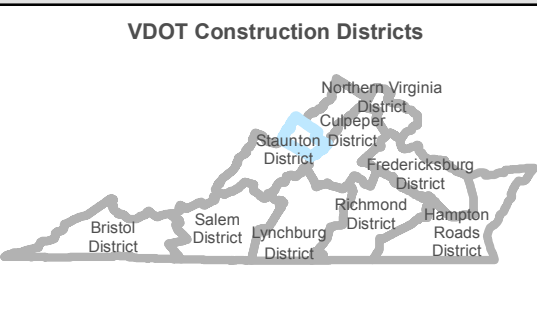 VDOT Construction Districts
Northern Virginia
District
Culpeper
District
Staunton
District
Fredericksburg
District
Richmond
District
Hampton
Roads
District
Salem
District
Lynchburg
District
Bristol
District